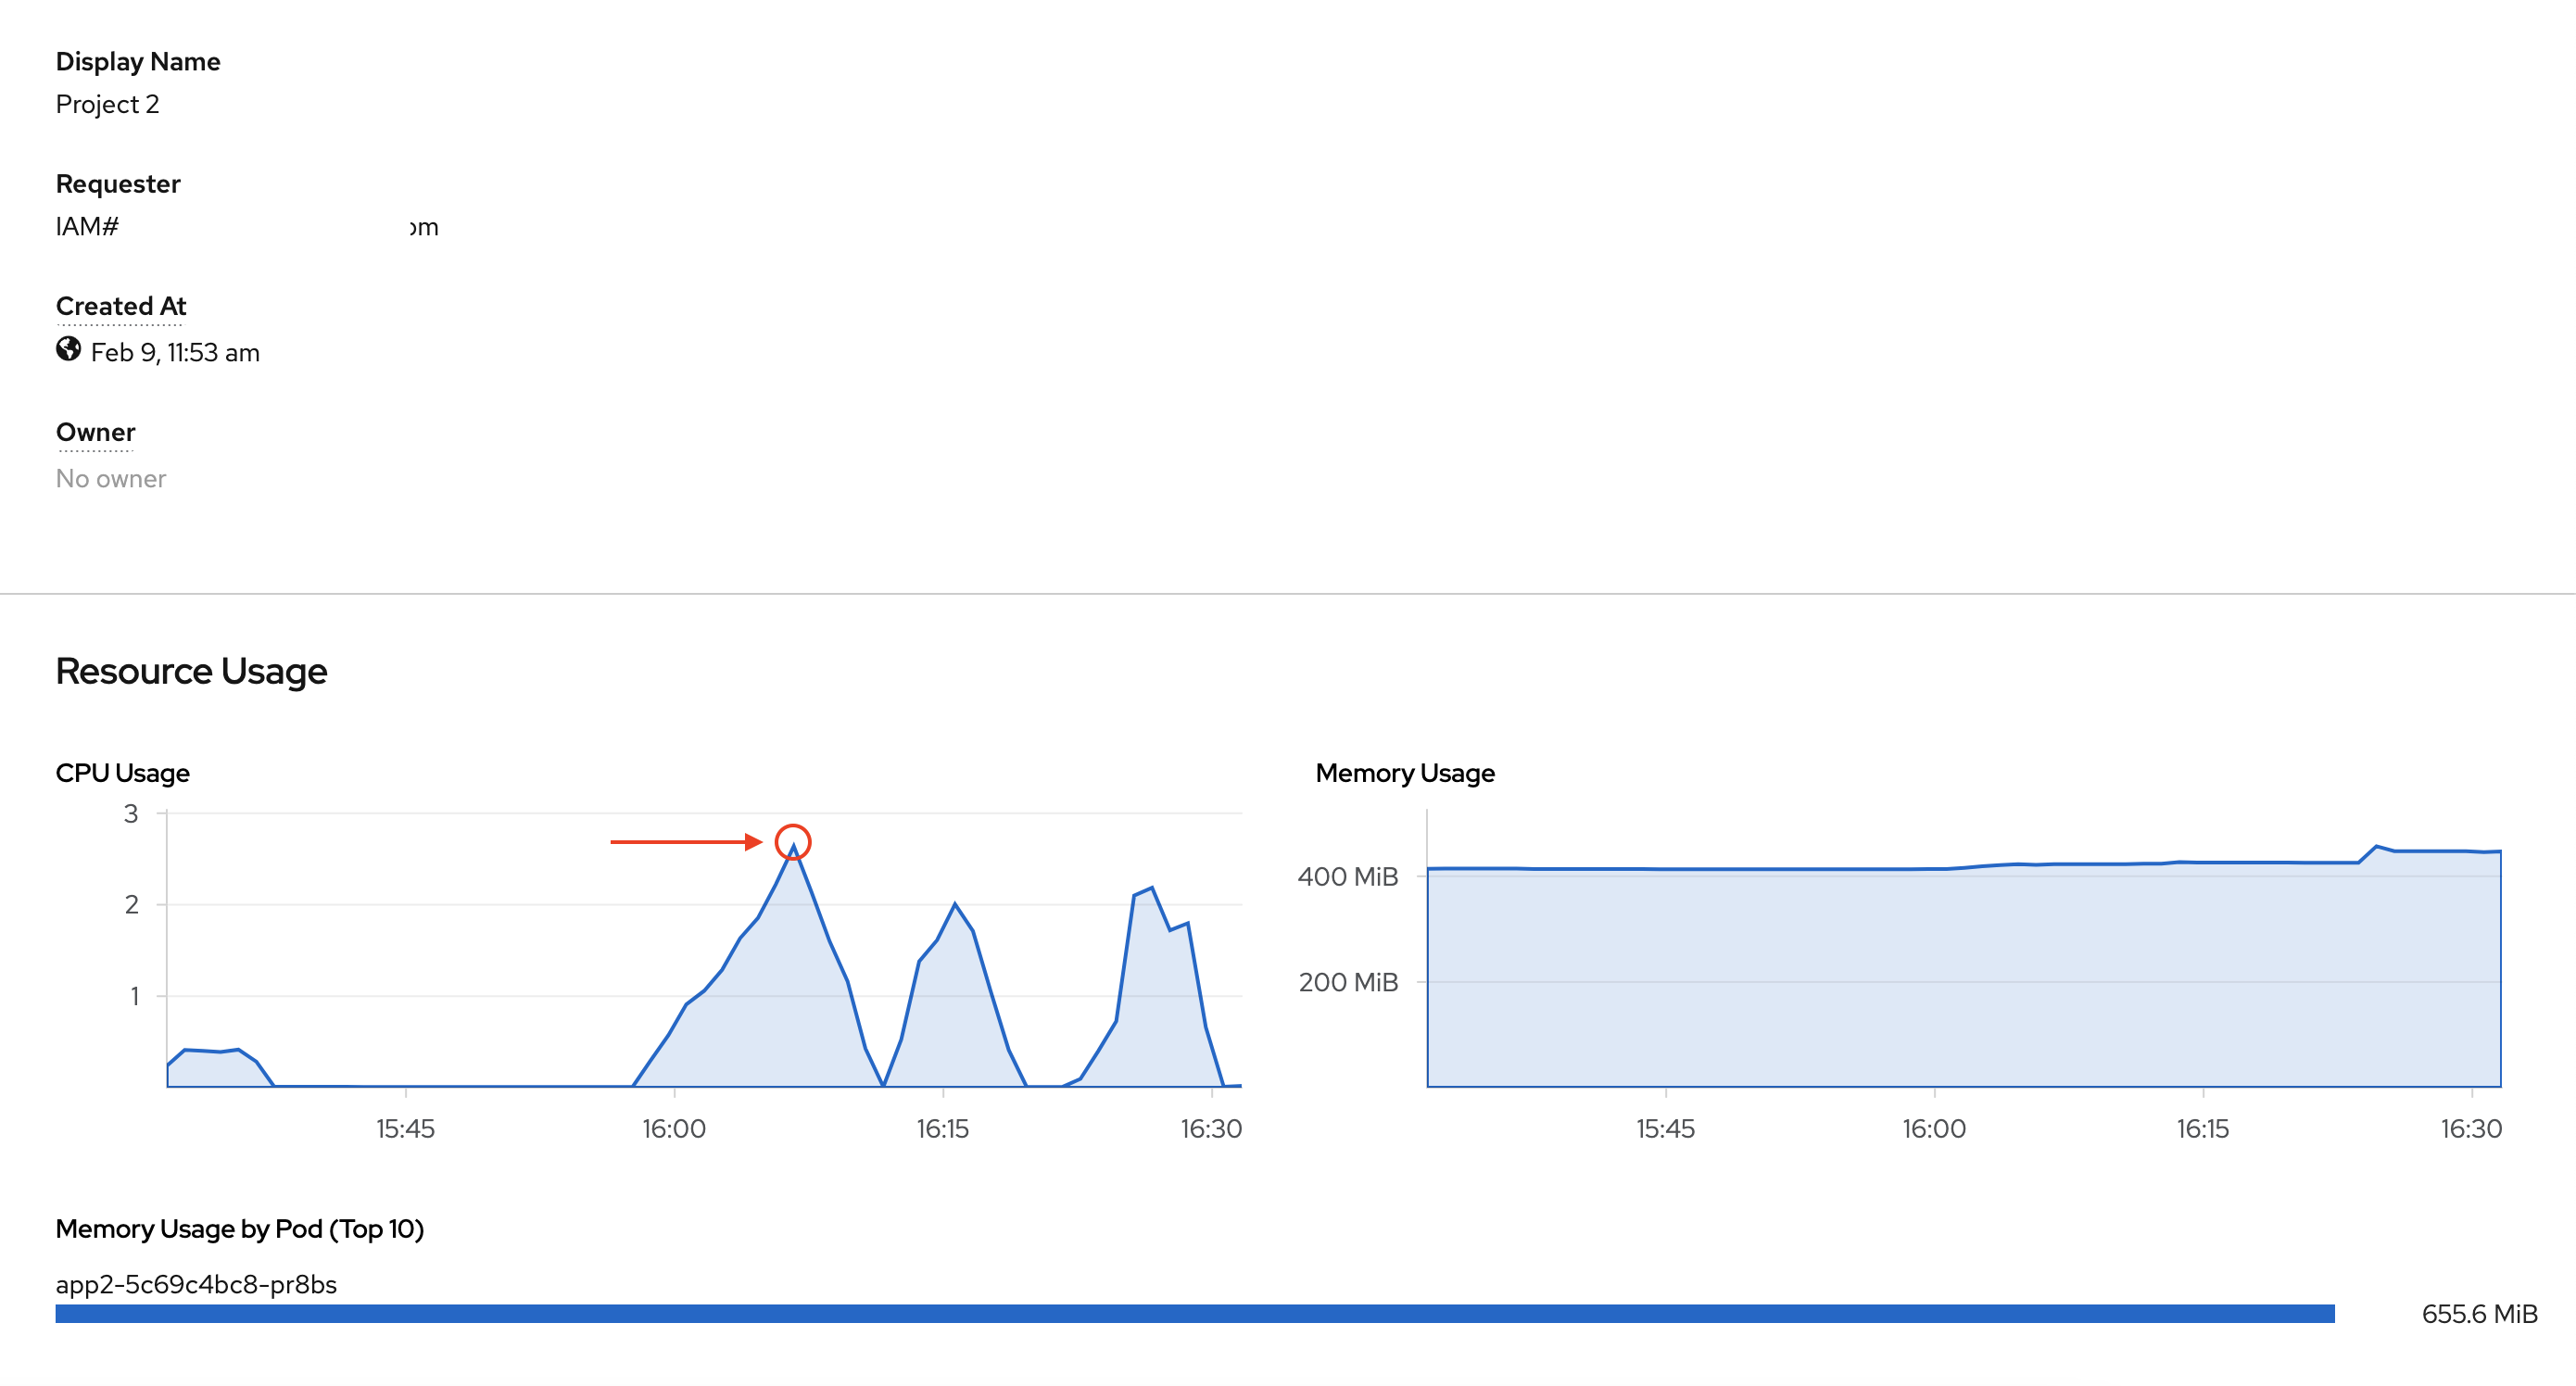 Display Name
Project 2
Requester
IAM#
Created At
Feb 9, 11:53 am
Owner
No owner
Resource Usage
CPU Usage
3
2
1
15:45 16:00 16:15 16:30
Memory Usage
400 MiB
200 MiB
15:45 16:00 16:15 16:30
Memory Usage by Pod (Top 10)
app2-5c69c4bc8-pr8bs
655.6 MiB